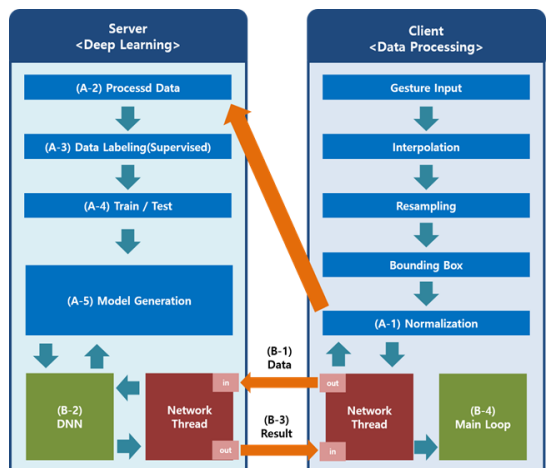 Server
<Deep Learning>
(A-2) Processd Data
(A-3) Data Labeling(Supervised)
(A-4) Train / Test
(A-5) Model Generation
(B-2)
DNN
in
Network
Thread
out
(B-1)
Data
(B-3)
Result
Client
<Data Processing>
Gesture Input
Interpolation
Resampling
Bounding Box
(A-1) Normalization
out
Network
Thread
in
(B-4)
Main Loop